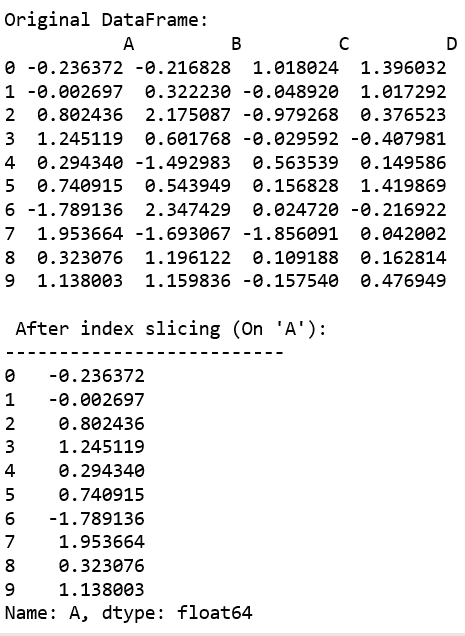 Original DataFrame:
A B C D
0 -0.236372 -0.216828 1.018024 1.396032
1 -0.002697 0.322230 -0.048920 1.017292
2 0.802436 2.175087 -0.979268 0.376523
3 1.245119 0.601768 -0.029592 -0.407981
4 0.294340 -1.492983 0.563539 0.149586
5 0.740915 0.543949 0.156828 1.419869
6 -1.789136 2.347429 0.024720 -0.216922
7 1.953664 -1.693067 -1.856091 0.042002
8 0.323076 1.196122 0.109188 0.162814
9 1.138003 1.159836 -0.157540 0.476949
After index slicing (On 'A'):
--------------------------
0 -0.236372
1 -0.002697
2 0.802436
3 1.245119
4 0.294340
5 0.740915
6 -1.789136
7 1.953664
8 0.323076
9 1.138003
Name: A, dtype: float64